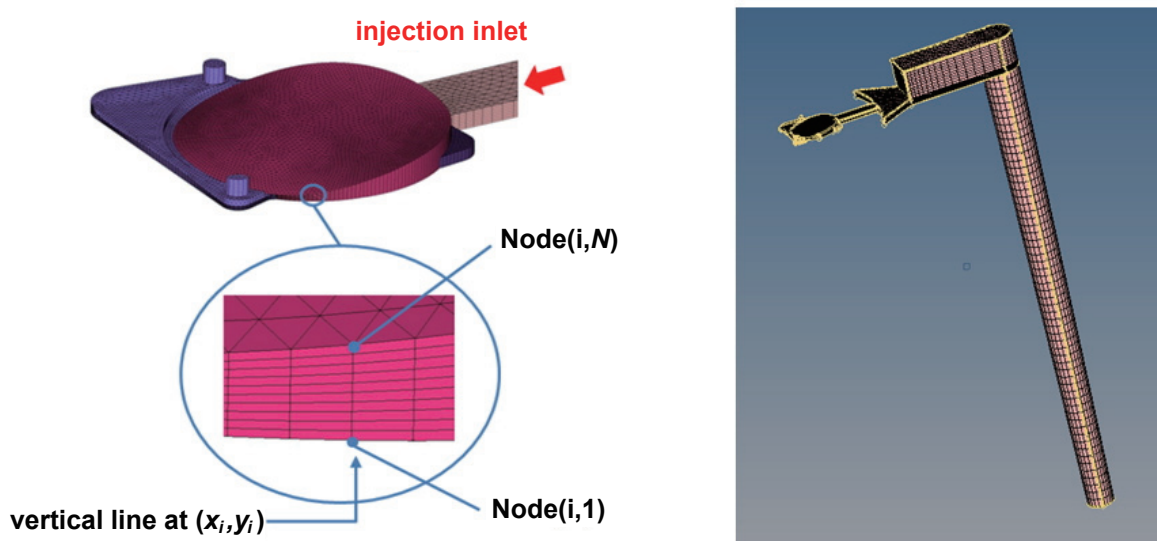 injection inlet
Node(i,N)
Node(i,1)
vertical line at (xᵢ,yᵢ)